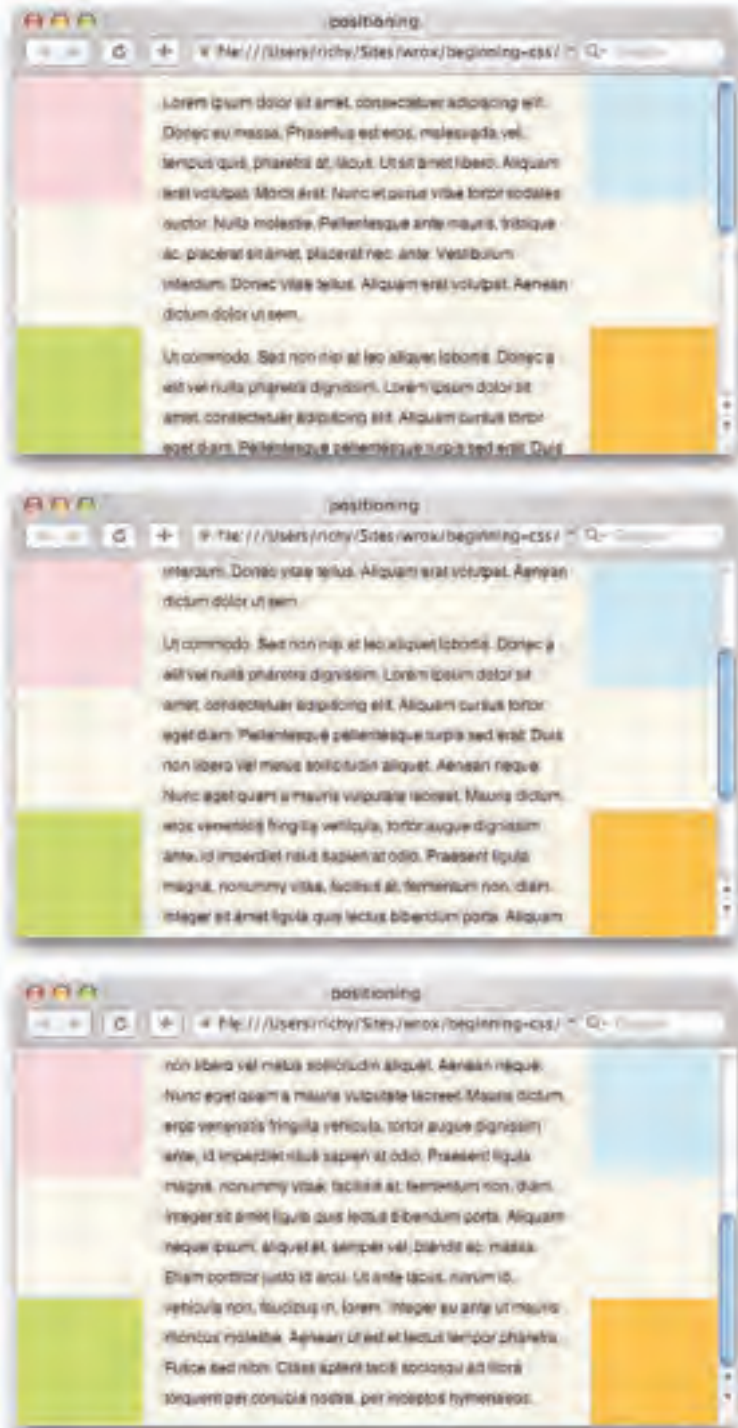 positioning
file:///Users/richy/Sites/wrox/beginning-css/
Lorem ipsum dolor sit amet, consectetuer adipiscing elit.
Donec eu massa. Phasellus est eros, malesuada vel,
tempus quis, pharetra at, lacus. Ut sit amet libero. Aliquam
erat volutpat. Morbi erat. Nunc et purus vitae tortor sodales
auctor. Nulla molestie. Pellentesque ante mauris, tristique
ac, placerat sit amet, placerat nec, ante. Vestibulum
interdum. Donec vitae tellus. Aliquam erat volutpat. Aenean
dictum dolor ut sem.
Ut commodo. Sed non nisi at leo aliquet lobortis. Donec a
elit vel nulla pharetra dignissim. Lorem ipsum dolor sit
amet, consectetuer adipiscing elit. Aliquam cursus tortor
eget diam. Pellentesque pellentesque turpis sed erat. Duis
positioning
file:///Users/richy/Sites/wrox/beginning-css/
interdum. Donec vitae tellus. Aliquam erat volutpat. Aenean
dictum dolor ut sem.
Ut commodo. Sed non nisi at leo aliquet lobortis. Donec a
elit vel nulla pharetra dignissim. Lorem ipsum dolor sit
amet, consectetuer adipiscing elit. Aliquam cursus tortor
eget diam. Pellentesque pellentesque turpis sed erat. Duis
non libero vel metus sollicitudin aliquet. Aenean neque.
Nunc eget quam a mauris vulputate laoreet. Mauris dictum,
eros venenatis fringilla vehicula, tortor augue dignissim
ante, id imperdiet risus sapien at odio. Praesent ligula
magna, nonummy vitae, facilisis at, fermentum non, diam.
Integer sit amet ligula quis lectus bibendum porta. Aliquam
positioning
file:///Users/richy/Sites/wrox/beginning-css/
non libero vel metus sollicitudin aliquet. Aenean neque.
Nunc eget quam a mauris vulputate laoreet. Mauris dictum,
eros venenatis fringilla vehicula, tortor augue dignissim
ante, id imperdiet risus sapien at odio. Praesent ligula
magna, nonummy vitae, facilisis at, fermentum non, diam.
Integer sit amet ligula quis lectus bibendum porta. Aliquam
neque ipsum, aliquet et, semper vel, blandit ac, massa.
Etiam porttitor justo id arcu. Ut ante lacus, rutrum id,
vehicula non, faucibus in, lorem. Integer eu ante ut mauris
rhoncus molestie. Aenean ut est et lectus tempor pharetra.
Fusce sed nibh. Class aptent taciti sociosqu ad litora
torquent per conubia nostra, per inceptos hymenaeos.